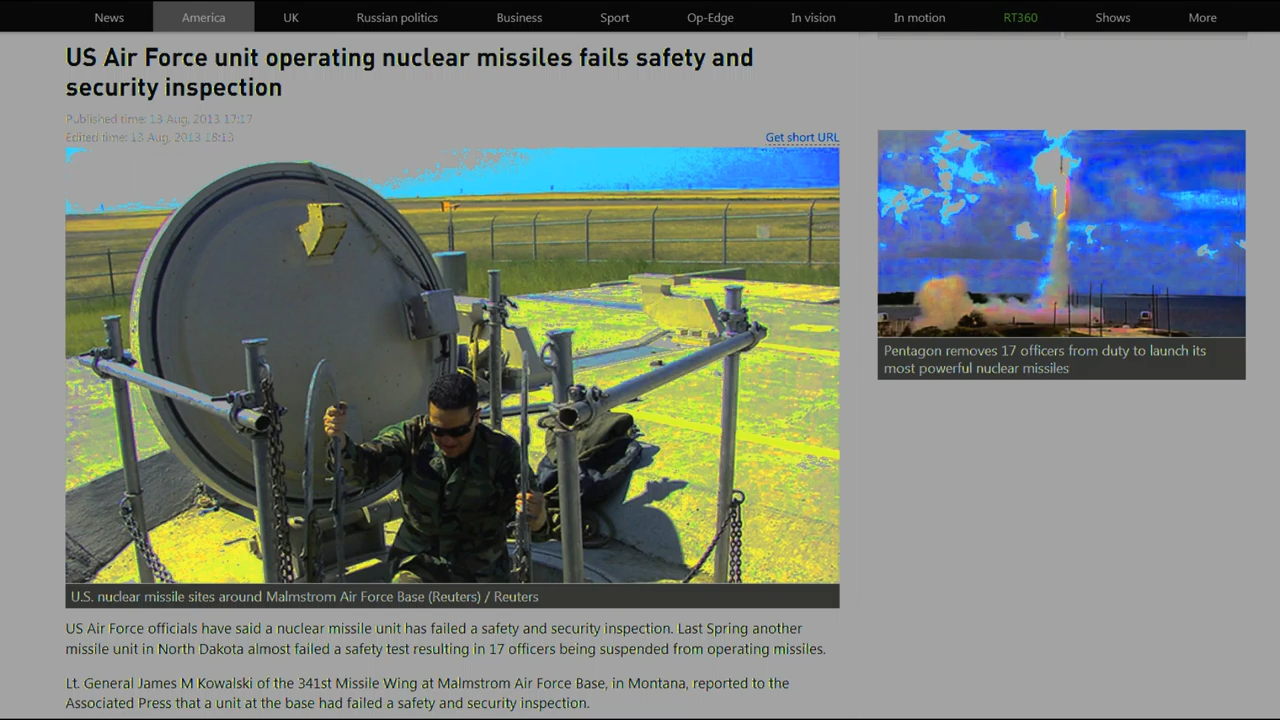 News America UK Russian politics Business Sport Op-Edge In vision In motion RT360 Shows More
US Air Force unit operating nuclear missiles fails safety and
security inspection
Published time: 13 Aug, 2013 17:17
Edited time: 13 Aug, 2013 18:13
Get short URL
U.S. nuclear missile sites around Malmstrom Air Force Base (Reuters) / Reuters
US Air Force officials have said a nuclear missile unit has failed a safety and security inspection. Last Spring another
missile unit in North Dakota almost failed a safety test resulting in 17 officers being suspended from operating missiles.
Lt. General James M Kowalski of the 341st Missile Wing at Malmstrom Air Force Base, in Montana, reported to the
Associated Press that a unit at the base had failed a safety and security inspection.
Pentagon removes 17 officers from duty to launch its
most powerful nuclear missiles